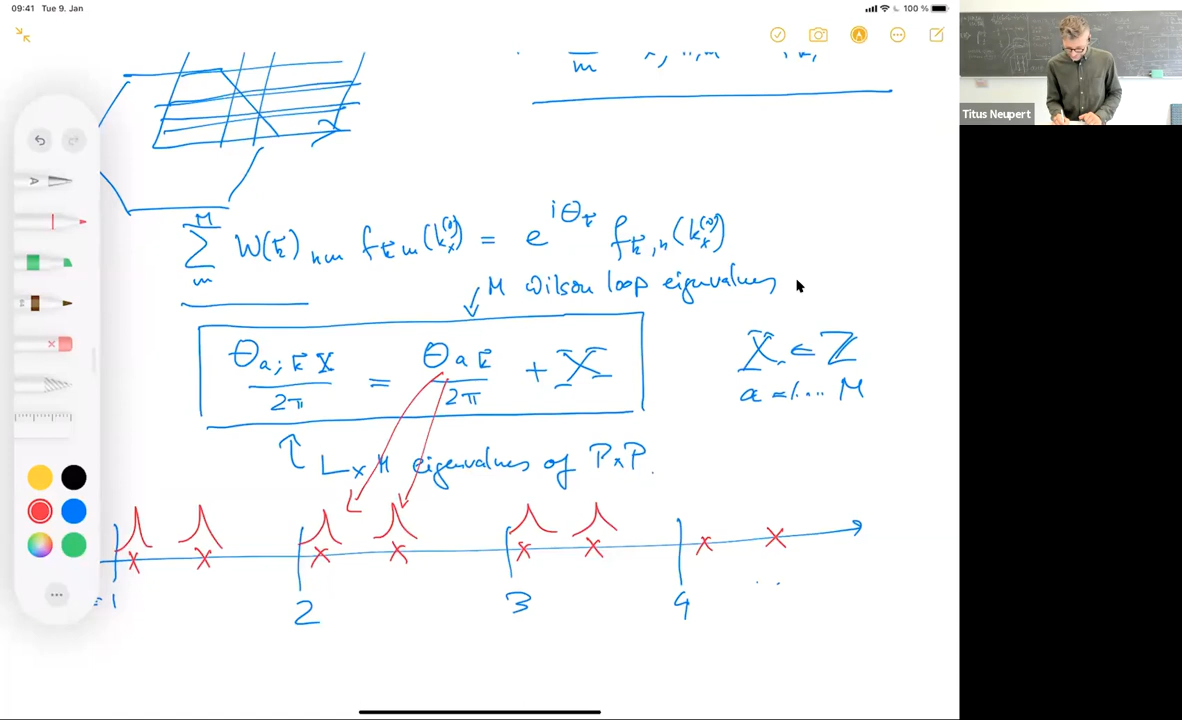 09:41 Tue 9. Jan
100 %
Titus Neupert
m
M
∑ W(k⃗)nm fk⃗m(kx(0)) = e^iθk⃗ fk⃗,n(kx(0))
m
M Wilson loop eigenvalues
θa;k⃗ X / 2π = θa k⃗ / 2π + X
X ∈ ℤ
a = 1... M
Lx M eigenvalues of PxP.
= 1
2
3
4
..